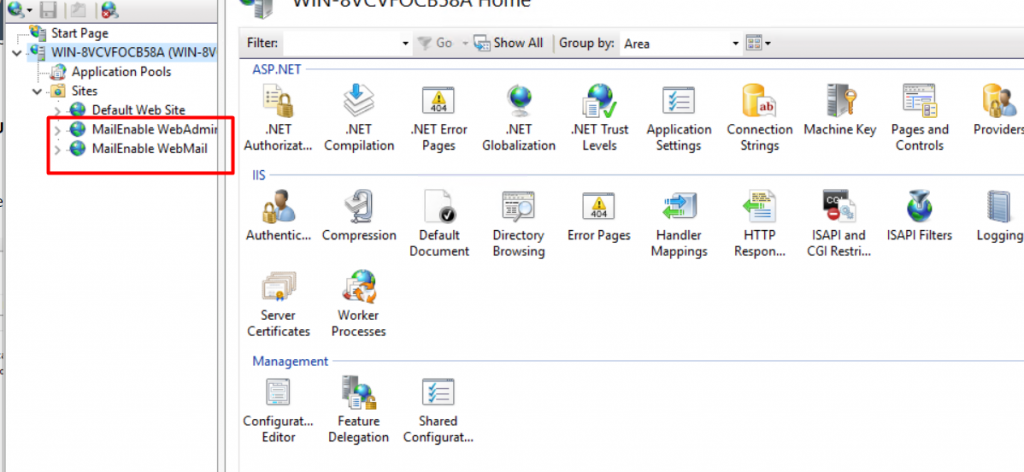 WIN-8VCVFOCB58A Home
Start Page
WIN-8VCVFOCB58A (WIN-8V
Application Pools
Sites
Default Web Site
MailEnable WebAdmin
MailEnable WebMail
Filter: Go Show All Group by: Area
ASP.NET
.NET Authorizat...
.NET Compilation
.NET Error Pages
.NET Globalization
.NET Trust Levels
Application Settings
Connection Strings
Machine Key
Pages and Controls
Providers
IIS
Authentic...
Compression
Default Document
Directory Browsing
Error Pages
Handler Mappings
HTTP Respon...
ISAPI and CGI Restri...
ISAPI Filters
Logging
Server Certificates
Worker Processes
Management
Configurat... Editor
Feature Delegation
Shared Configurat...